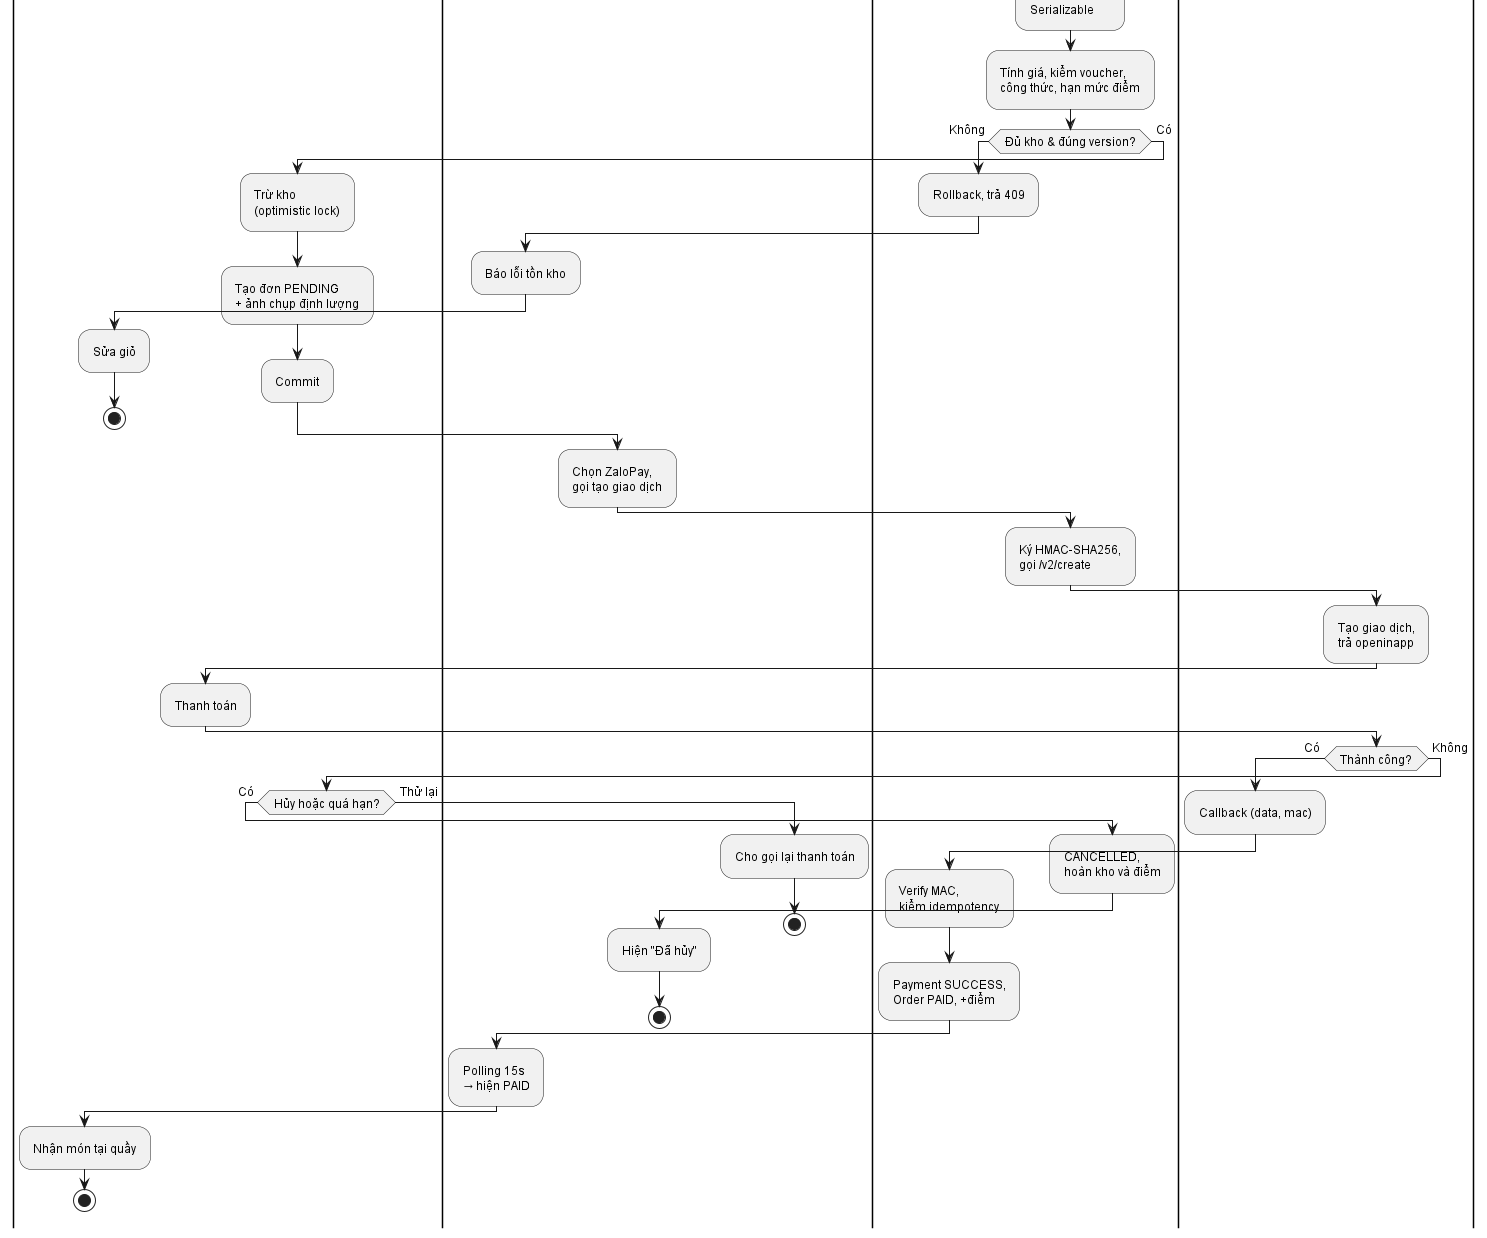 Serializable
Tính giá, kiểm voucher,
công thức, hạn mức điểm
Không
Có
Đủ kho & đúng version?
Trừ kho
(optimistic lock)
Rollback, trả 409
Báo lỗi tồn kho
Tạo đơn PENDING
+ ảnh chụp định lượng
Sửa giỏ
Commit
Chọn ZaloPay,
gọi tạo giao dịch
Ký HMAC-SHA256,
gọi /v2/create
Tạo giao dịch,
trả openinapp
Thanh toán
Có
Không
Thành công?
Có
Thử lại
Hủy hoặc quá hạn?
Callback (data, mac)
Cho gọi lại thanh toán
CANCELLED,
hoàn kho và điểm
Verify MAC,
kiểm idempotency
Hiện "Đã hủy"
Payment SUCCESS,
Order PAID, +điểm
Polling 15s
→ hiện PAID
Nhận món tại quầy